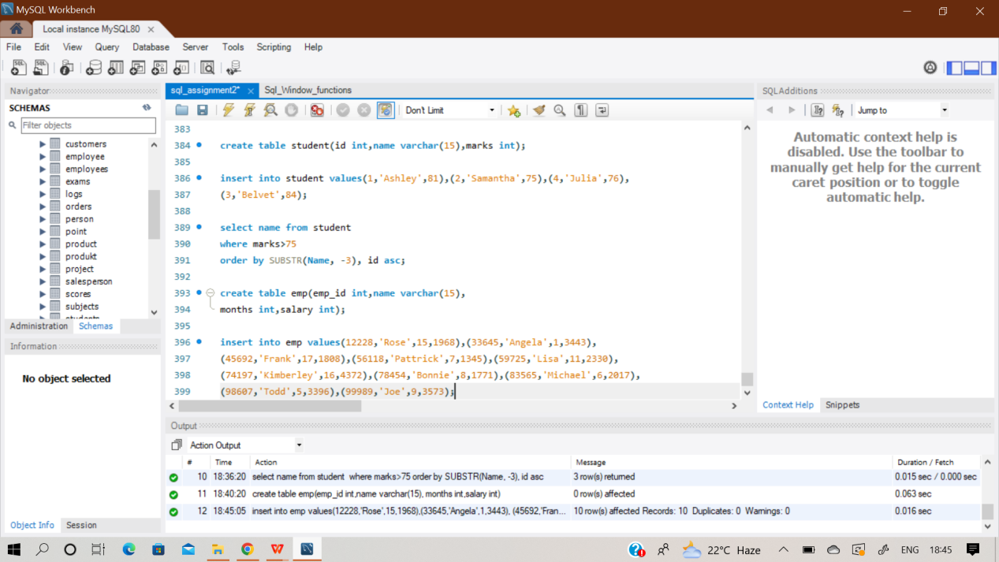 MySQL Workbench
Local instance MySQL80
File Edit View Query Database Server Tools Scripting Help
Navigator
SCHEMAS
Filter objects
customers
employee
employees
exams
logs
orders
person
point
product
produkt
project
salesperson
scores
subjects
students
Administration Schemas
Information
No object selected
Object Info Session
sql_assignment2* Sql_Window_functions
Don't Limit
383
384 create table student(id int,name varchar(15),marks int);
385
386 insert into student values(1,'Ashley',81),(2,'Samantha',75),(4,'Julia',76),
387 (3,'Belvet',84);
388
389 select name from student
390 where marks>75
391 order by SUBSTR(Name, -3), id asc;
392
393 create table emp(emp_id int,name varchar(15),
394 months int,salary int);
395
396 insert into emp values(12228,'Rose',15,1968),(33645,'Angela',1,3443),
397 (45692,'Frank',17,1808),(56118,'Pattrick',7,1345),(59725,'Lisa',11,2330),
398 (74197,'Kimberley',16,4372),(78454,'Bonnie',8,1771),(83565,'Michael',6,2017),
399 (98607,'Todd',5,3396),(99989,'Joe',9,3573);
SQLAdditions
Jump to
Automatic context help is
disabled. Use the toolbar to
manually get help for the current
caret position or to toggle
automatic help.
Context Help Snippets
Output
Action Output
# Time Action Message Duration / Fetch
10 18:36:20 select name from student where marks>75 order by SUBSTR(Name, -3), id asc 3 row(s) returned 0.015 sec / 0.000 sec
11 18:40:20 create table emp(emp_id int,name varchar(15), months int,salary int) 0 row(s) affected 0.063 sec
12 18:45:05 insert into emp values(12228,'Rose',15,1968),(33645,'Angela',1,3443), (45692,'Fran... 10 row(s) affected Records: 10 Duplicates: 0 Warnings: 0 0.016 sec
22°C Haze ENG 18:45